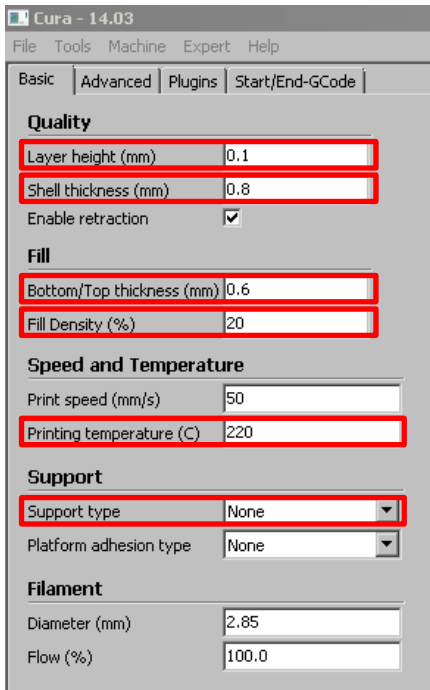 Cura - 14.03
File Tools Machine Expert Help
Basic Advanced Plugins Start/End-GCode
Quality
Layer height (mm) 0.1
Shell thickness (mm) 0.8
Enable retraction
Fill
Bottom/Top thickness (mm) 0.6
Fill Density (%) 20
Speed and Temperature
Print speed (mm/s) 50
Printing temperature (C) 220
Support
Support type None
Platform adhesion type None
Filament
Diameter (mm) 2.85
Flow (%) 100.0